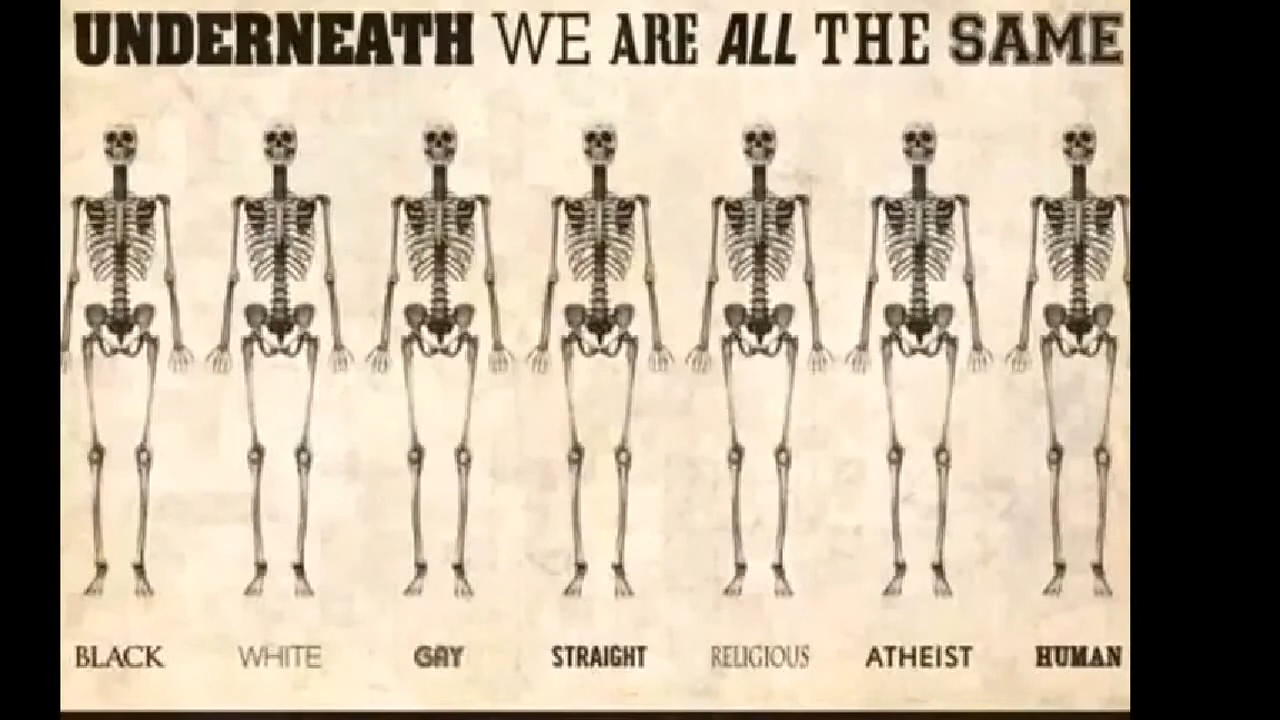 UNDERNEATH WE ARE ALL THE SAME
BLACK WHITE GAY STRAIGHT RELIGIOUS ATHEIST HUMAN